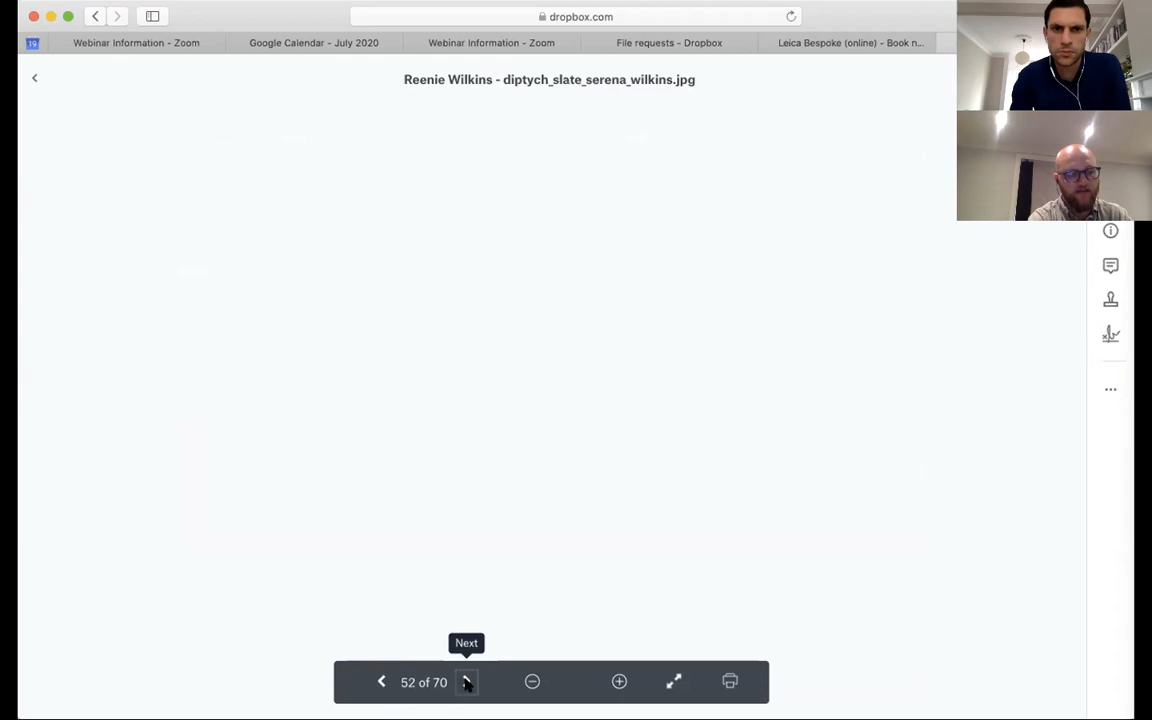 dropbox.com
19
Webinar Information - Zoom
Google Calendar - July 2020
Webinar Information - Zoom
File requests - Dropbox
Leica Bespoke (online) - Book n...
Reenie Wilkins - diptych_slate_serena_wilkins.jpg
Next
52 of 70